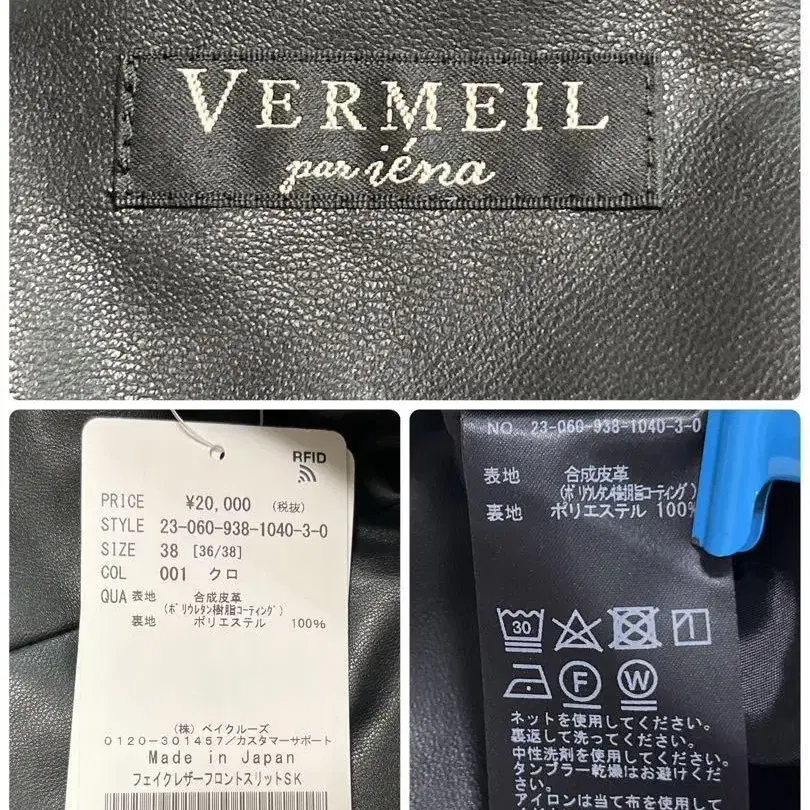 VERMEIL
par iéna
RFID
PRICE ¥20,000 (税抜)
STYLE 23-060-938-1040-3-0
SIZE 38 [36/38]
COL 001 クロ
QUA 表地 合成皮革
(ポリウレタン樹脂コーティング)
裏地 ポリエステル 100%
(株) ベイクルーズ
0120-301457/カスタマーサポート
Made in Japan
フェイクレザーフロントスリットSK
NO. 23-060-938-1040-3-0
表地 合成皮革
(ポリウレタン樹脂コーティング)
裏地 ポリエステル 100%
30
F
W
ネットを使用してください。
裏返して洗ってください。
中性洗剤を使用してください。
タンブラー乾燥はお避けくだ
さい。
アイロンは当て布を使用して